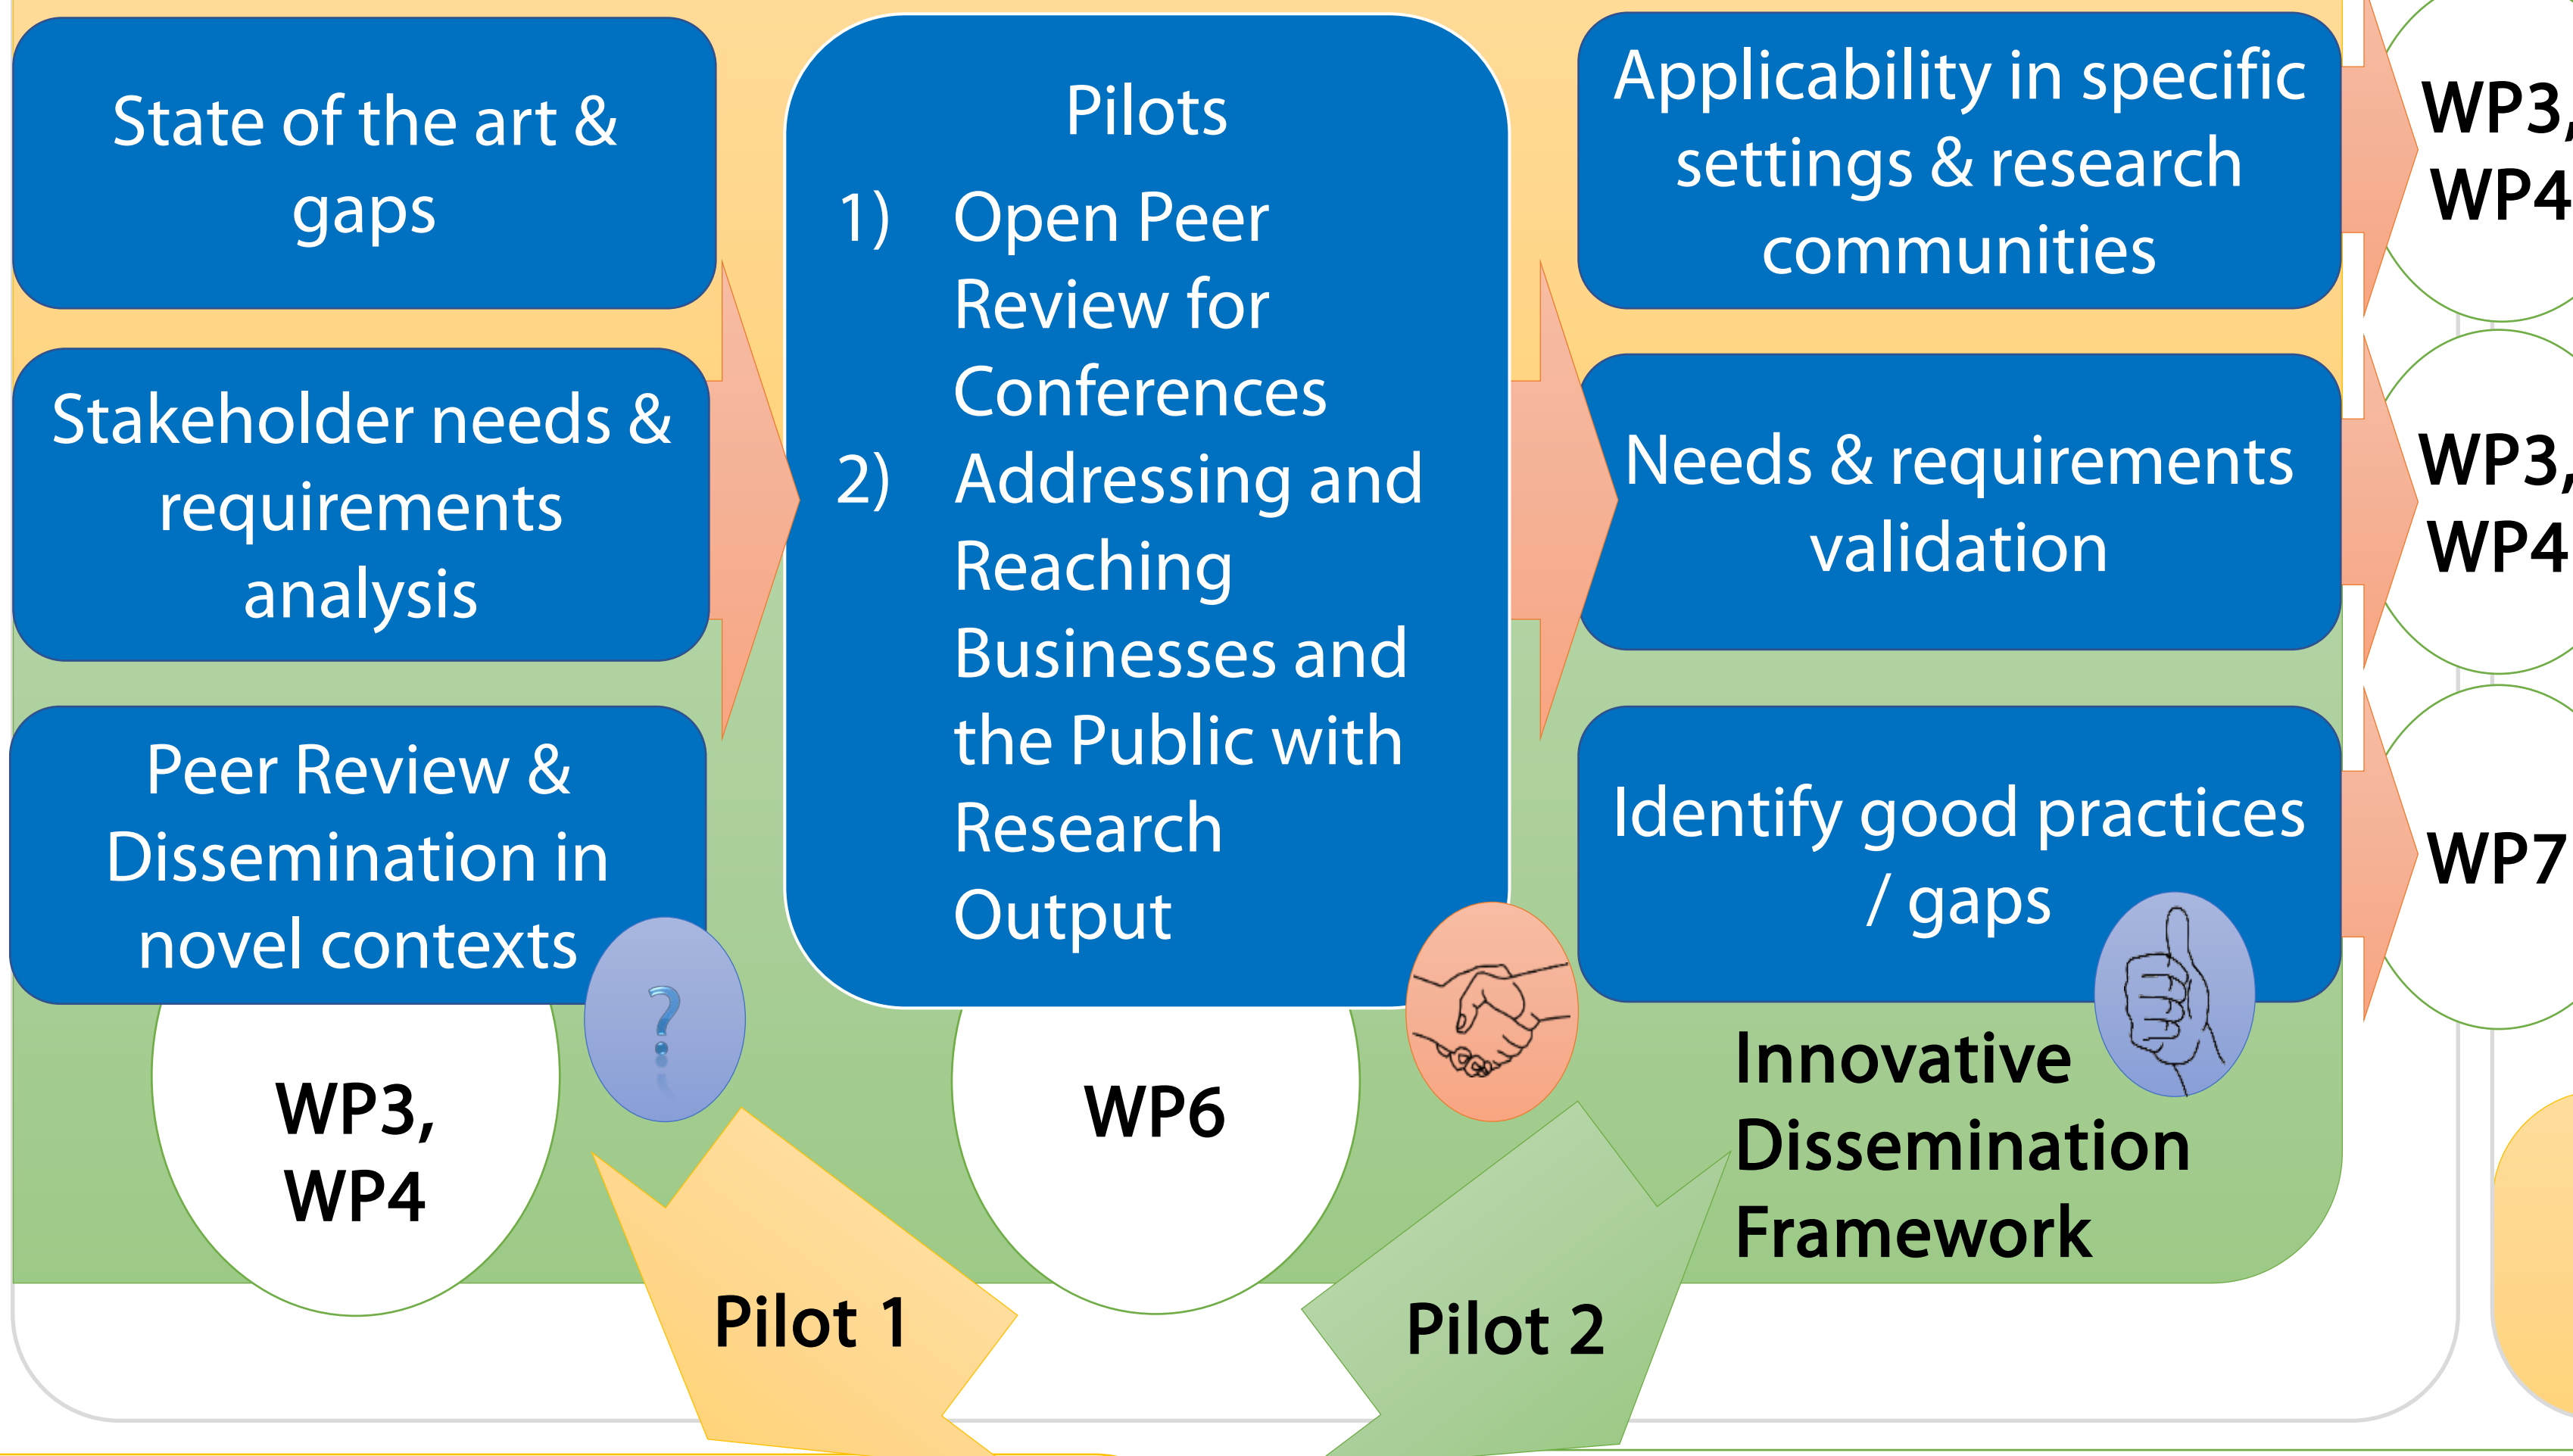 State of the art &
gaps
Stakeholder needs &
requirements
analysis
Peer Review &
Dissemination in
novel contexts
?
WP3,
WP4
Pilots
1) Open Peer
Review for
Conferences
2) Addressing and
Reaching
Businesses and
the Public with
Research
Output
WP6
Applicability in specific
settings & research
communities
Needs & requirements
validation
Identify good practices
/ gaps
Innovative
Dissemination
Framework
WP3,
WP4
WP3,
WP4
WP7
Pilot 1
Pilot 2